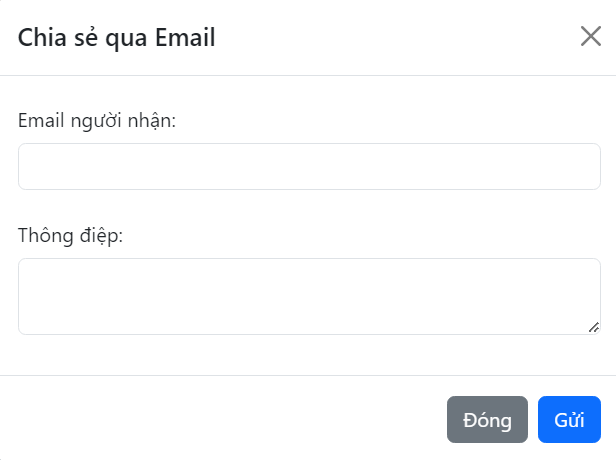 Chia sẻ qua Email
Email người nhận:
Thông điệp:
Đóng Gửi